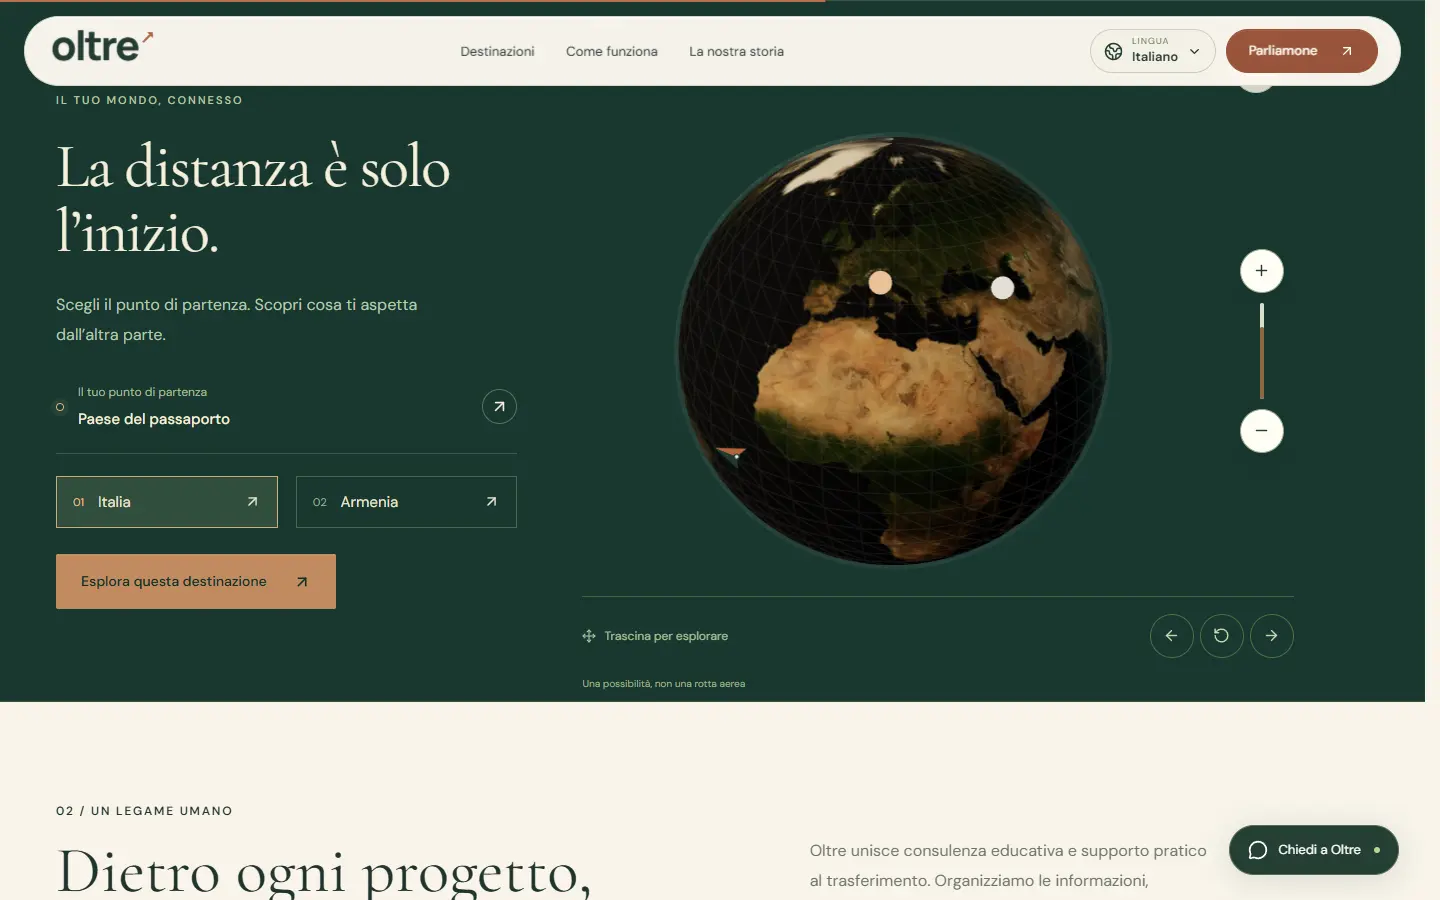 oltre
Destinazioni
Come funziona
La nostra storia
LINGUA
Italiano
Parliamone
IL TUO MONDO, CONNESSO
La distanza è solo
l’inizio.
Scegli il punto di partenza. Scopri cosa ti aspetta
dall’altra parte.
Il tuo punto di partenza
Paese del passaporto
01 Italia
02 Armenia
Esplora questa destinazione
Trascina per esplorare
Una possibilità, non una rotta aerea
02 / UN LEGAME UMANO
Dietro ogni progetto,
Oltre unisce consulenza educativa e supporto pratico
al trasferimento. Organizziamo le informazioni,
Chiedi a Oltre